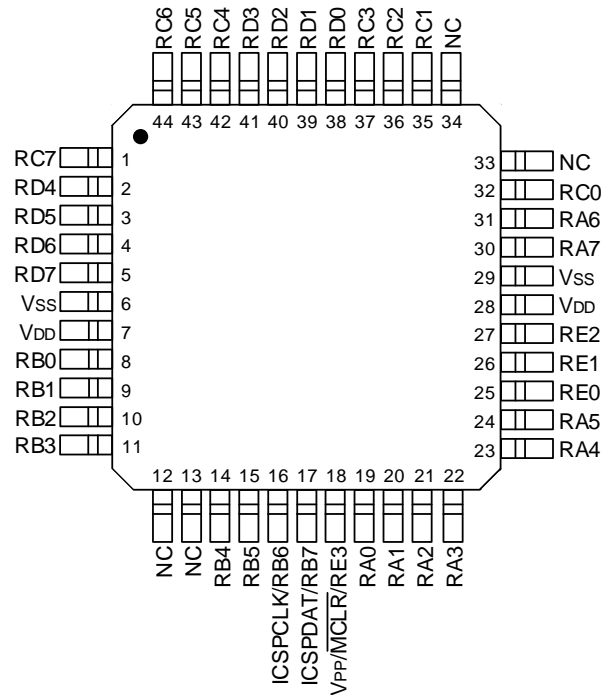 RC6
RC5
RC4
RD3
RD2
RD1
RD0
RC3
RC2
RC1
NC
44
43
42
41
40
39
38
37
36
35
34
RC7 1
RD4 2
RD5 3
RD6 4
RD7 5
VSS 6
VDD 7
RB0 8
RB1 9
RB2 10
RB3 11
33 NC
32 RC0
31 RA6
30 RA7
29 VSS
28 VDD
27 RE2
26 RE1
25 RE0
24 RA5
23 RA4
12
13
14
15
16
17
18
19
20
21
22
NC
NC
RB4
RB5
ICSPCLK/RB6
ICSPDAT/RB7
VPP/MCLR/RE3
RA0
RA1
RA2
RA3